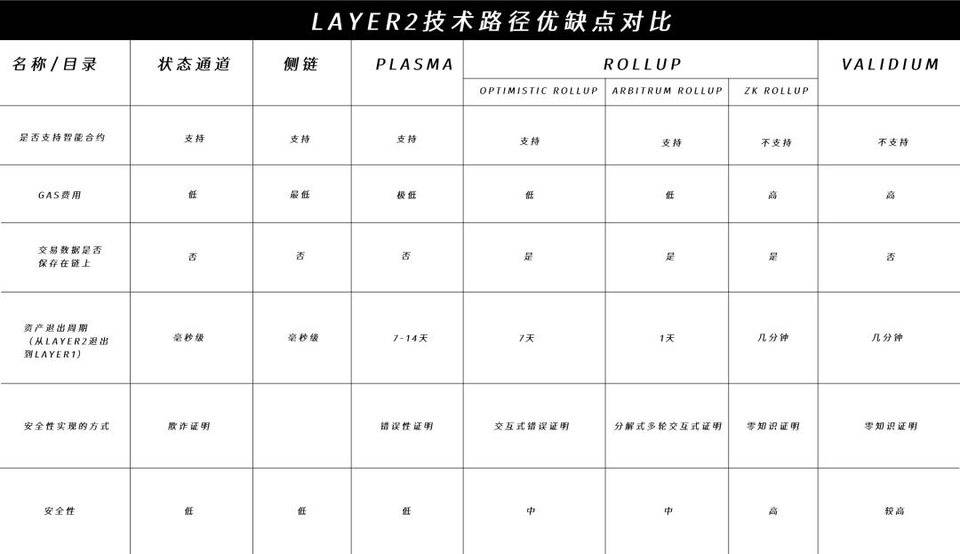 LAYER2技术路径优缺点对比
名称/目录 状态通道 侧链 PLASMA ROLLUP VALIDIUM
OPTIMISTIC ROLLUP ARBITRUM ROLLUP ZK ROLLUP
是否支持智能合约 支持 支持 支持 支持 支持 不支持 不支持
GAS费用 低 最低 极低 低 低 高 高
交易数据是否
保存在链上 否 否 否 是 是 是 否
资产退出周期
（从LAYER2退出
到LAYER1） 毫秒级 毫秒级 7-14天 7天 1天 几分钟 几分钟
安全性实现的方式 欺诈证明 错误性证明 交互式错误证明 分解式多轮交互式证明 零知识证明 零知识证明
安全性 低 低 低 中 中 高 较高